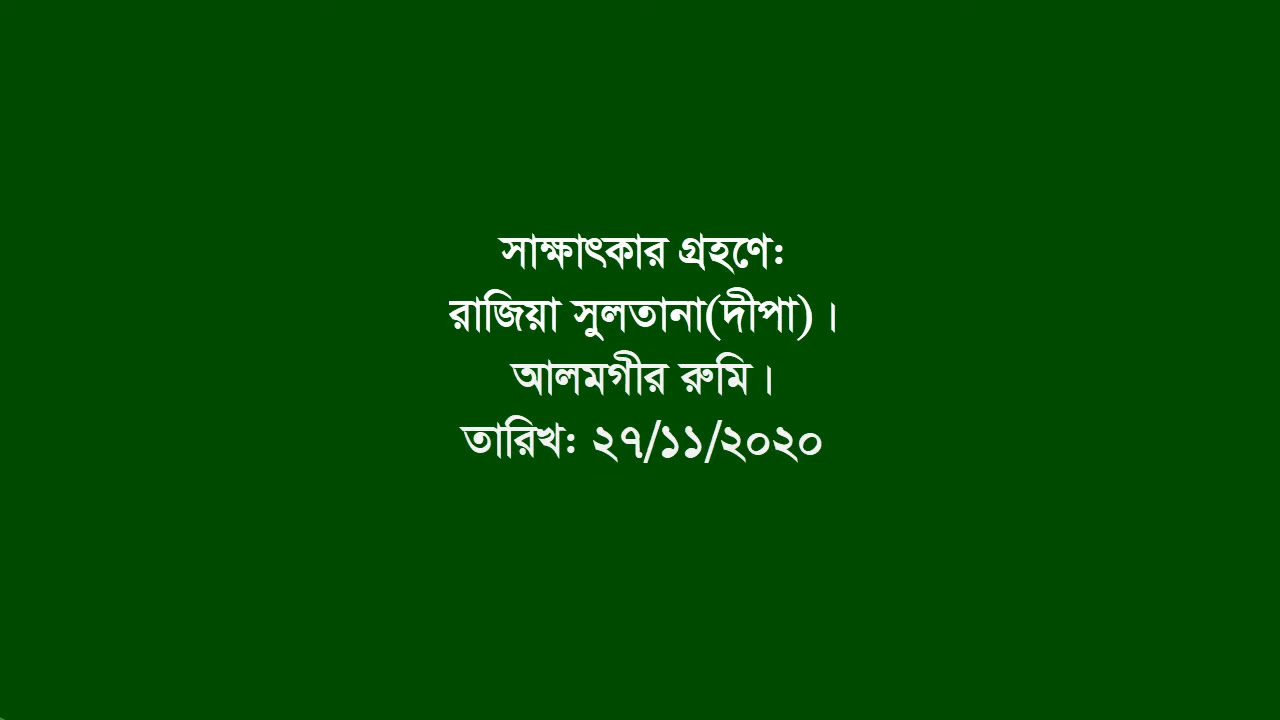 সাক্ষাৎকার গ্রহণে:
রাজিয়া সুলতানা(দীপা)।
আলমগীর রুমি।
তারিখ: ২৭/১১/২০২০